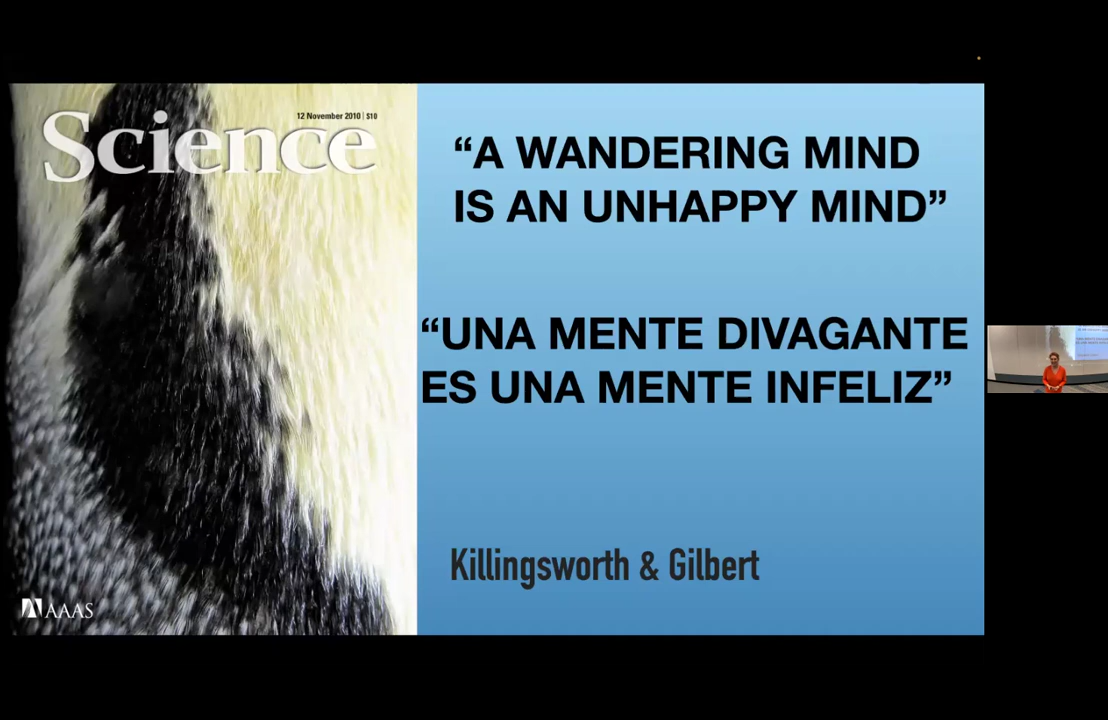 12 November 2010 | $10
Science
“A WANDERING MIND
IS AN UNHAPPY MIND”
“UNA MENTE DIVAGANTE
ES UNA MENTE INFELIZ”
Killingsworth & Gilbert
AAAS